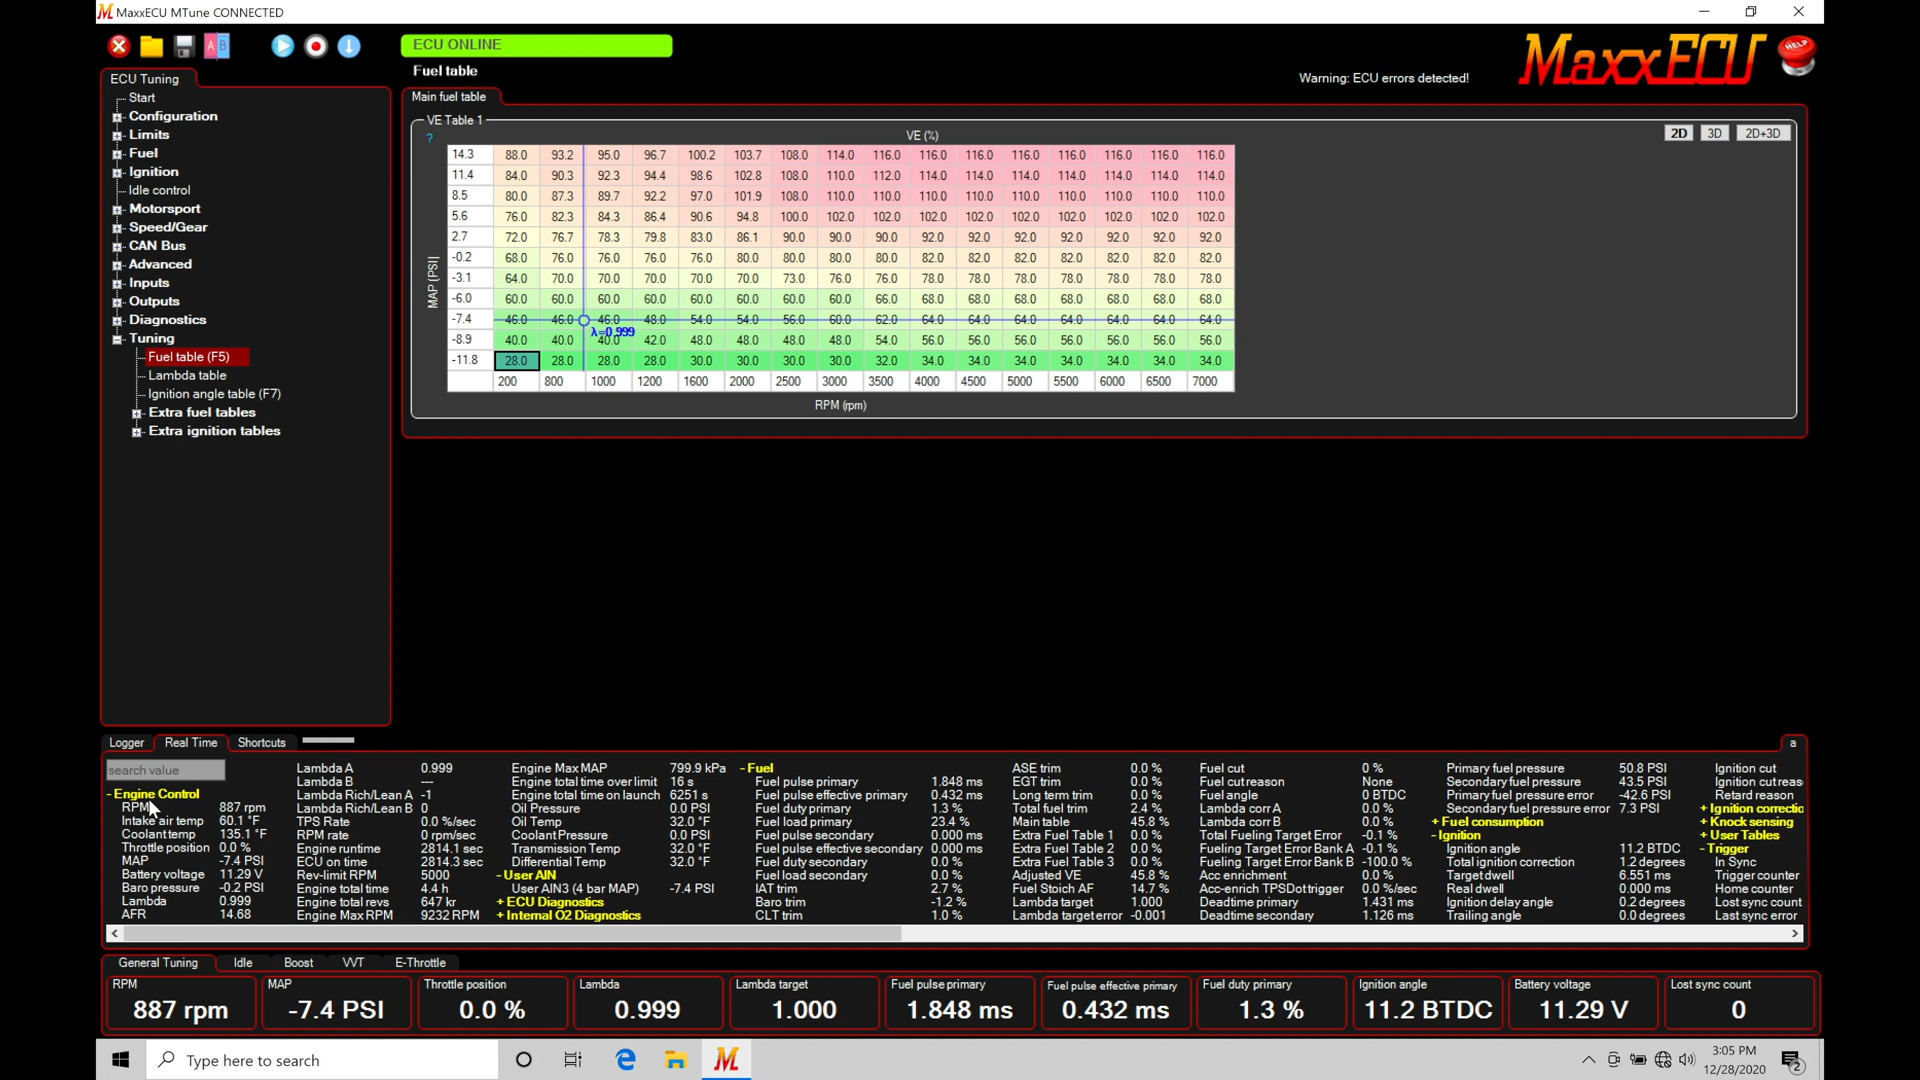 MaxxECU MTune CONNECTED
A B
ECU ONLINE
Fuel table
Warning: ECU errors detected!
MaxxECU
HELP
ECU Tuning
Start
Configuration
Limits
Fuel
Ignition
Idle control
Motorsport
Speed/Gear
CAN Bus
Advanced
Inputs
Outputs
Diagnostics
Tuning
Fuel table (F5)
Lambda table
Ignition angle table (F7)
Extra fuel tables
Extra ignition tables
Main fuel table
VE Table 1
?
VE (%)
2D 3D 2D+3D
MAP [PSI]
14.3 88.0 93.2 95.0 96.7 100.2 103.7 108.0 114.0 116.0 116.0 116.0 116.0 116.0 116.0 116.0 116.0
11.4 84.0 90.3 92.3 94.4 98.6 102.8 108.0 110.0 112.0 114.0 114.0 114.0 114.0 114.0 114.0 114.0
8.5 80.0 87.3 89.7 92.2 97.0 101.9 108.0 110.0 110.0 110.0 110.0 110.0 110.0 110.0 110.0 110.0
5.6 76.0 82.3 84.3 86.4 90.6 94.8 100.0 102.0 102.0 102.0 102.0 102.0 102.0 102.0 102.0 102.0
2.7 72.0 76.7 78.3 79.8 83.0 86.1 90.0 90.0 90.0 92.0 92.0 92.0 92.0 92.0 92.0 92.0
-0.2 68.0 76.0 76.0 76.0 76.0 80.0 80.0 80.0 80.0 82.0 82.0 82.0 82.0 82.0 82.0 82.0
-3.1 64.0 70.0 70.0 70.0 70.0 70.0 73.0 76.0 76.0 78.0 78.0 78.0 78.0 78.0 78.0 78.0
-6.0 60.0 60.0 60.0 60.0 60.0 60.0 60.0 60.0 66.0 68.0 68.0 68.0 68.0 68.0 68.0 68.0
-7.4 46.0 46.0 46.0 48.0 54.0 54.0 56.0 60.0 62.0 64.0 64.0 64.0 64.0 64.0 64.0 64.0
λ=0.999
-8.9 40.0 40.0 40.0 42.0 48.0 48.0 48.0 48.0 54.0 56.0 56.0 56.0 56.0 56.0 56.0 56.0
-11.8 28.0 28.0 28.0 28.0 30.0 30.0 30.0 30.0 32.0 34.0 34.0 34.0 34.0 34.0 34.0 34.0
200 800 1000 1200 1600 2000 2500 3000 3500 4000 4500 5000 5500 6000 6500 7000
RPM (rpm)
Logger Real Time Shortcuts
a
search value
- Engine Control
RPM 887 rpm
Intake air temp 60.1 °F
Coolant temp 135.1 °F
Throttle position 0.0 %
MAP -7.4 PSI
Battery voltage 11.29 V
Baro pressure -0.2 PSI
Lambda 0.999
AFR 14.68
Lambda A 0.999
Lambda B ---
Lambda Rich/Lean A -1
Lambda Rich/Lean B 0
TPS Rate 0.0 %/sec
RPM rate 0 rpm/sec
Engine runtime 2814.1 sec
ECU on time 2814.3 sec
Rev-limit RPM 5000
Engine total time 4.4 h
Engine total revs 647 kr
Engine Max RPM 9232 RPM
Engine Max MAP 799.9 kPa
Engine total time over limit 16 s
Engine total time on launch 6251 s
Oil Pressure 0.0 PSI
Oil Temp 32.0 °F
Coolant Pressure 0.0 PSI
Transmission Temp 32.0 °F
Differential Temp 32.0 °F
- User AIN
User AIN3 (4 bar MAP) -7.4 PSI
+ ECU Diagnostics
+ Internal O2 Diagnostics
- Fuel
Fuel pulse primary 1.848 ms
Fuel pulse effective primary 0.432 ms
Fuel duty primary 1.3 %
Fuel load primary 23.4 %
Fuel pulse secondary 0.000 ms
Fuel pulse effective secondary 0.000 ms
Fuel duty secondary 0.0 %
Fuel load secondary 0.0 %
IAT trim 2.7 %
Baro trim -1.2 %
CLT trim 1.0 %
ASE trim 0.0 %
EGT trim 0.0 %
Long term trim 0.0 %
Total fuel trim 2.4 %
Main table 45.8 %
Extra Fuel Table 1 0.0 %
Extra Fuel Table 2 0.0 %
Extra Fuel Table 3 0.0 %
Adjusted VE 45.8 %
Fuel Stoich AF 14.7 %
Lambda target 1.000
Lambda target error -0.001
Fuel cut 0 %
Fuel cut reason None
Fuel angle 0 BTDC
Lambda corr A 0.0 %
Lambda corr B 0.0 %
Total Fueling Target Error -0.1 %
Fueling Target Error Bank A -0.1 %
Fueling Target Error Bank B -100.0 %
Acc enrichment 0.0 %
Acc-enrich TPSDot trigger 0.0 %/sec
Deadtime primary 1.431 ms
Deadtime secondary 1.126 ms
Primary fuel pressure 50.8 PSI
Secondary fuel pressure 43.5 PSI
Primary fuel pressure error -42.6 PSI
Secondary fuel pressure error 7.3 PSI
+ Fuel consumption
- Ignition
Ignition angle 11.2 BTDC
Total ignition correction 1.2 degrees
Target dwell 6.551 ms
Real dwell 0.000 ms
Ignition delay angle 0.2 degrees
Trailing angle 0.0 degrees
Ignition cut
Ignition cut reas
Retard reason
+ Ignition correctic
+ Knock sensing
+ User Tables
- Trigger
In Sync
Trigger counter
Home counter
Lost sync count
Last sync error
< >
General Tuning Idle Boost VVT E-Throttle
RPM
887 rpm
MAP
-7.4 PSI
Throttle position
0.0 %
Lambda
0.999
Lambda target
1.000
Fuel pulse primary
1.848 ms
Fuel pulse effective primary
0.432 ms
Fuel duty primary
1.3 %
Ignition angle
11.2 BTDC
Battery voltage
11.29 V
Lost sync count
0
Type here to search
3:05 PM
12/28/2020
2